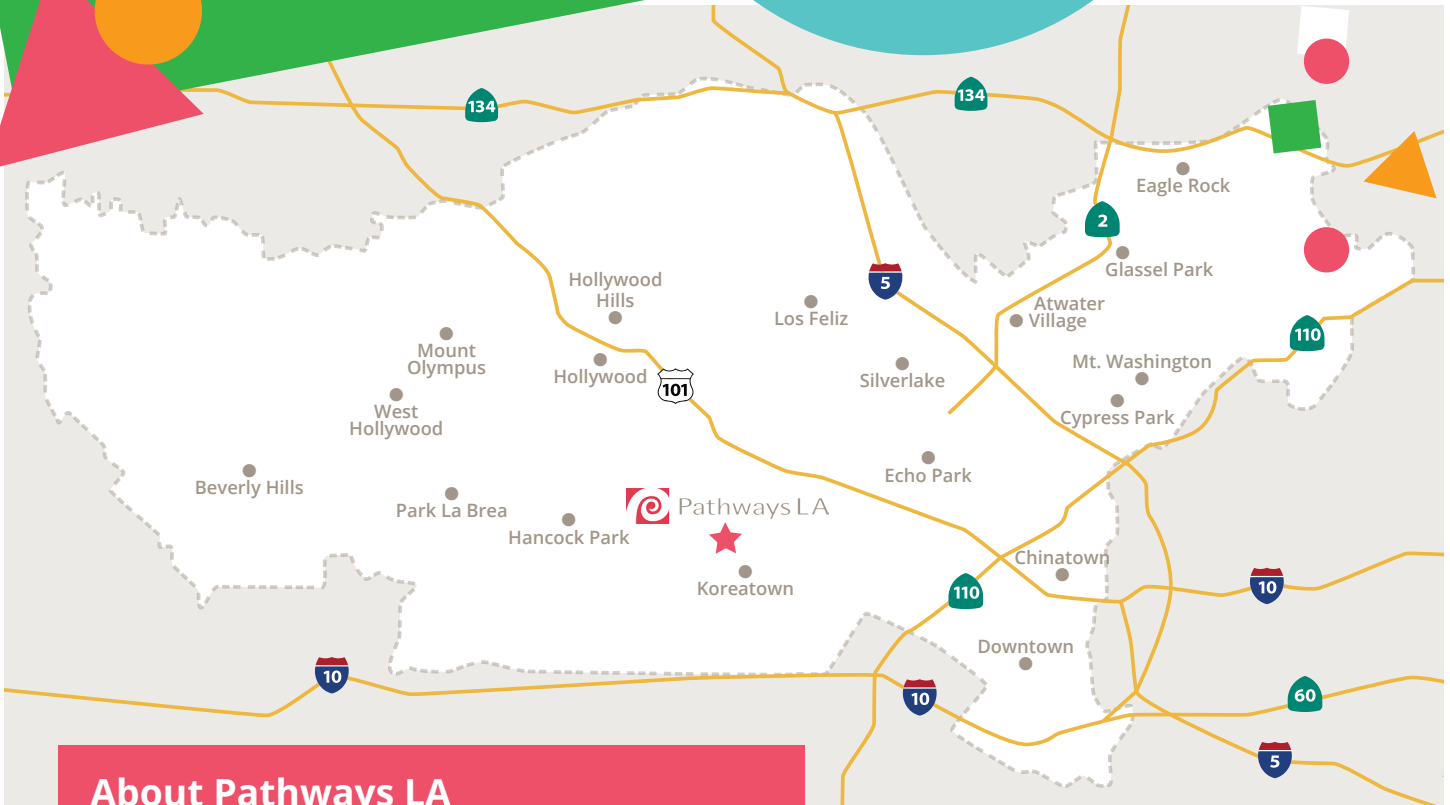 134
134
Eagle Rock
2
Glassel Park
Hollywood
Hills
5
Los Feliz
Atwater
Village
110
Mount
Olympus
Hollywood
101
Silverlake
Mt. Washington
West
Hollywood
Cypress Park
Beverly Hills
Echo Park
Park La Brea
Pathways LA
Hancock Park
Koreatown
Chinatown
110
10
Downtown
10
10
60
5
About Pathways LA